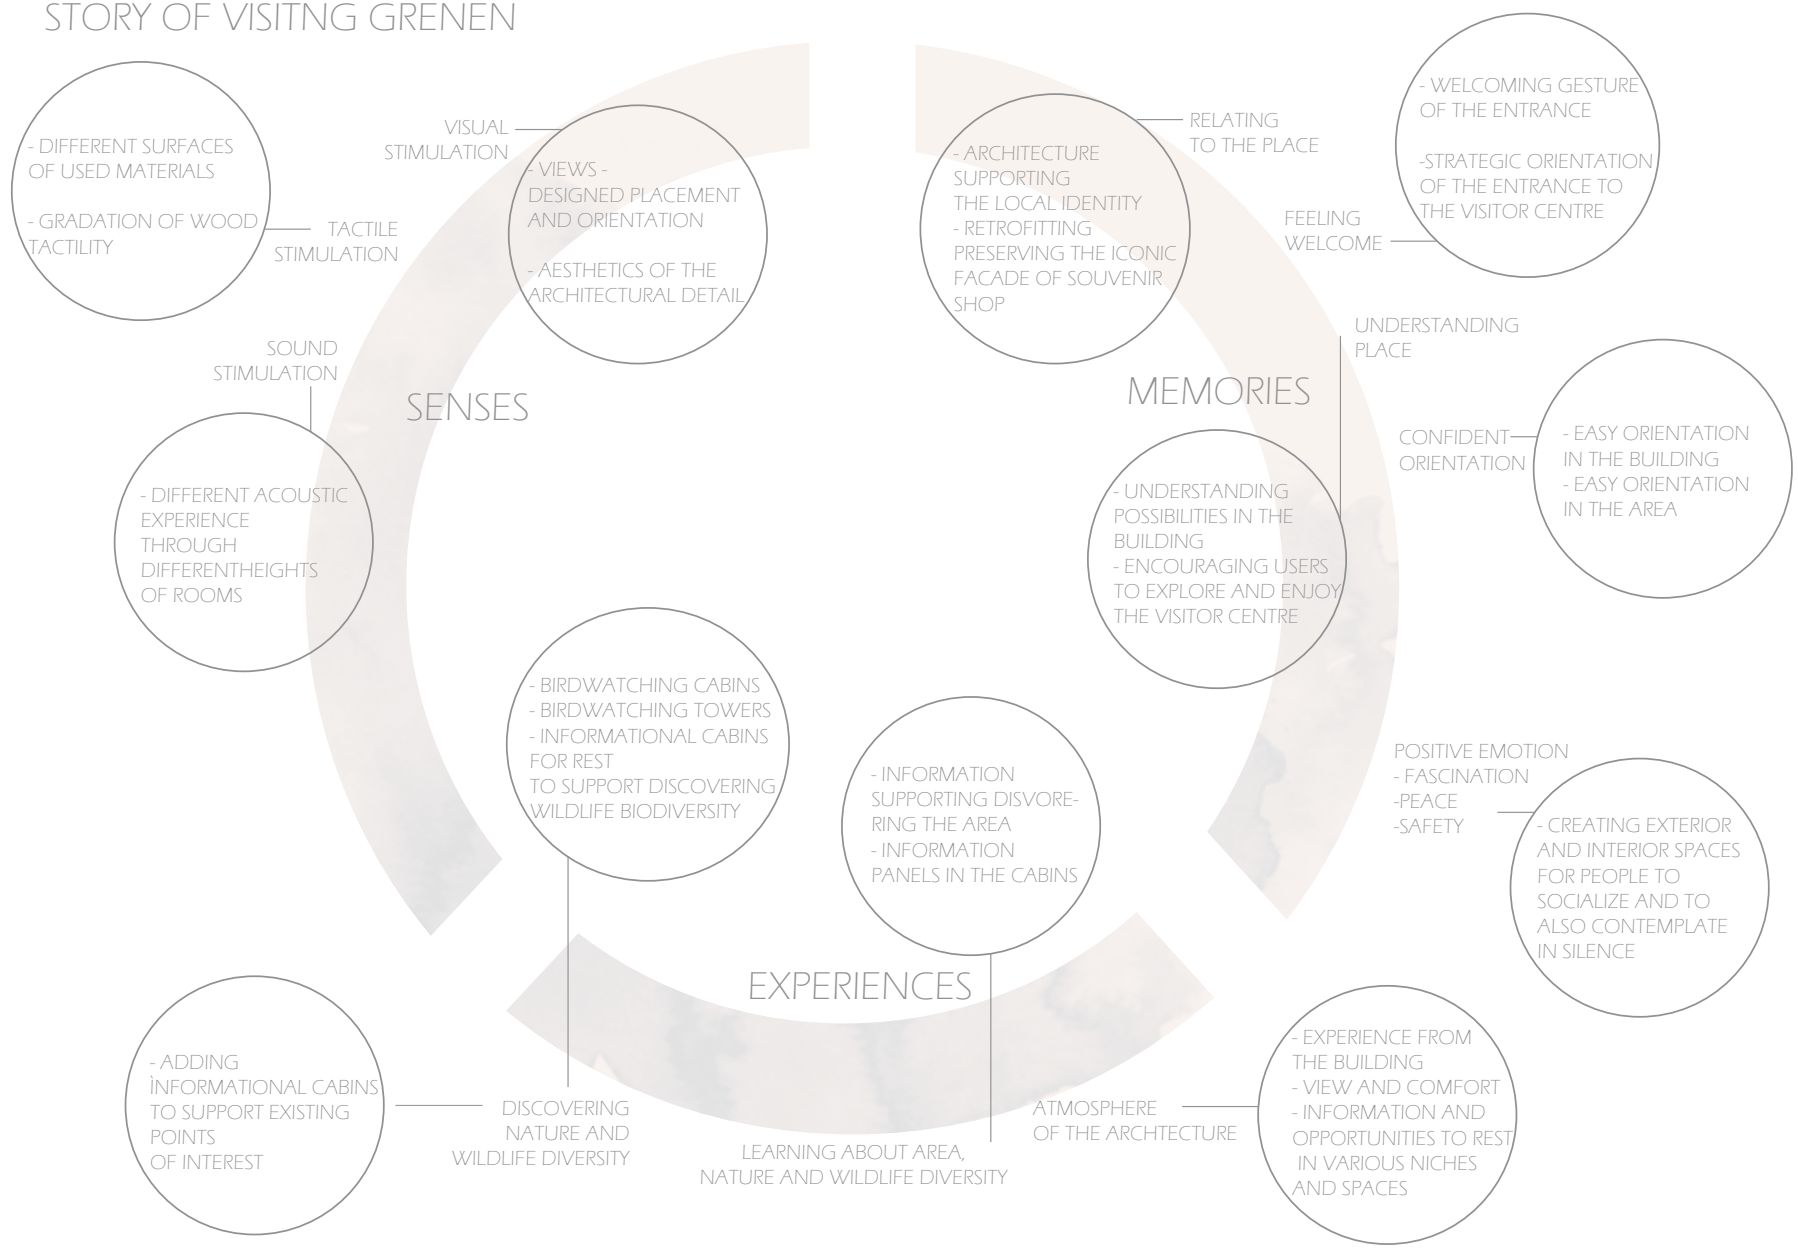 STORY OF VISITNG GRENEN
- DIFFERENT SURFACES
OF USED MATERIALS
- GRADATION OF WOOD
TACTILITY
TACTILE
STIMULATION
VISUAL
STIMULATION
- VIEWS -
DESIGNED PLACEMENT
AND ORIENTATION
- AESTHETICS OF THE
ARCHITECTURAL DETAIL
SOUND
STIMULATION
- DIFFERENT ACOUSTIC
EXPERIENCE
THROUGH
DIFFERENTHEIGHTS
OF ROOMS
SENSES
- ARCHITECTURE
SUPPORTING
THE LOCAL IDENTITY
- RETROFITTING
PRESERVING THE ICONIC
FACADE OF SOUVENIR
SHOP
RELATING
TO THE PLACE
- WELCOMING GESTURE
OF THE ENTRANCE
-STRATEGIC ORIENTATION
OF THE ENTRANCE TO
THE VISITOR CENTRE
FEELING
WELCOME
UNDERSTANDING
PLACE
MEMORIES
- UNDERSTANDING
POSSIBILITIES IN THE
BUILDING
- ENCOURAGING USERS
TO EXPLORE AND ENJOY
THE VISITOR CENTRE
CONFIDENT
ORIENTATION
- EASY ORIENTATION
IN THE BUILDING
- EASY ORIENTATION
IN THE AREA
POSITIVE EMOTION
- FASCINATION
-PEACE
-SAFETY
- CREATING EXTERIOR
AND INTERIOR SPACES
FOR PEOPLE TO
SOCIALIZE AND TO
ALSO CONTEMPLATE
IN SILENCE
- BIRDWATCHING CABINS
- BIRDWATCHING TOWERS
- INFORMATIONAL CABINS
FOR REST
TO SUPPORT DISCOVERING
WILDLIFE BIODIVERSITY
- INFORMATION
SUPPORTING DISVORE-
RING THE AREA
- INFORMATION
PANELS IN THE CABINS
EXPERIENCES
- ADDING
ÌNFORMATIONAL CABINS
TO SUPPORT EXISTING
POINTS
OF INTEREST
DISCOVERING
NATURE AND
WILDLIFE DIVERSITY
LEARNING ABOUT AREA,
NATURE AND WILDLIFE DIVERSITY
ATMOSPHERE
OF THE ARCHTECTURE
- EXPERIENCE FROM
THE BUILDING
- VIEW AND COMFORT
- INFORMATION AND
OPPORTUNITIES TO REST
IN VARIOUS NICHES
AND SPACES